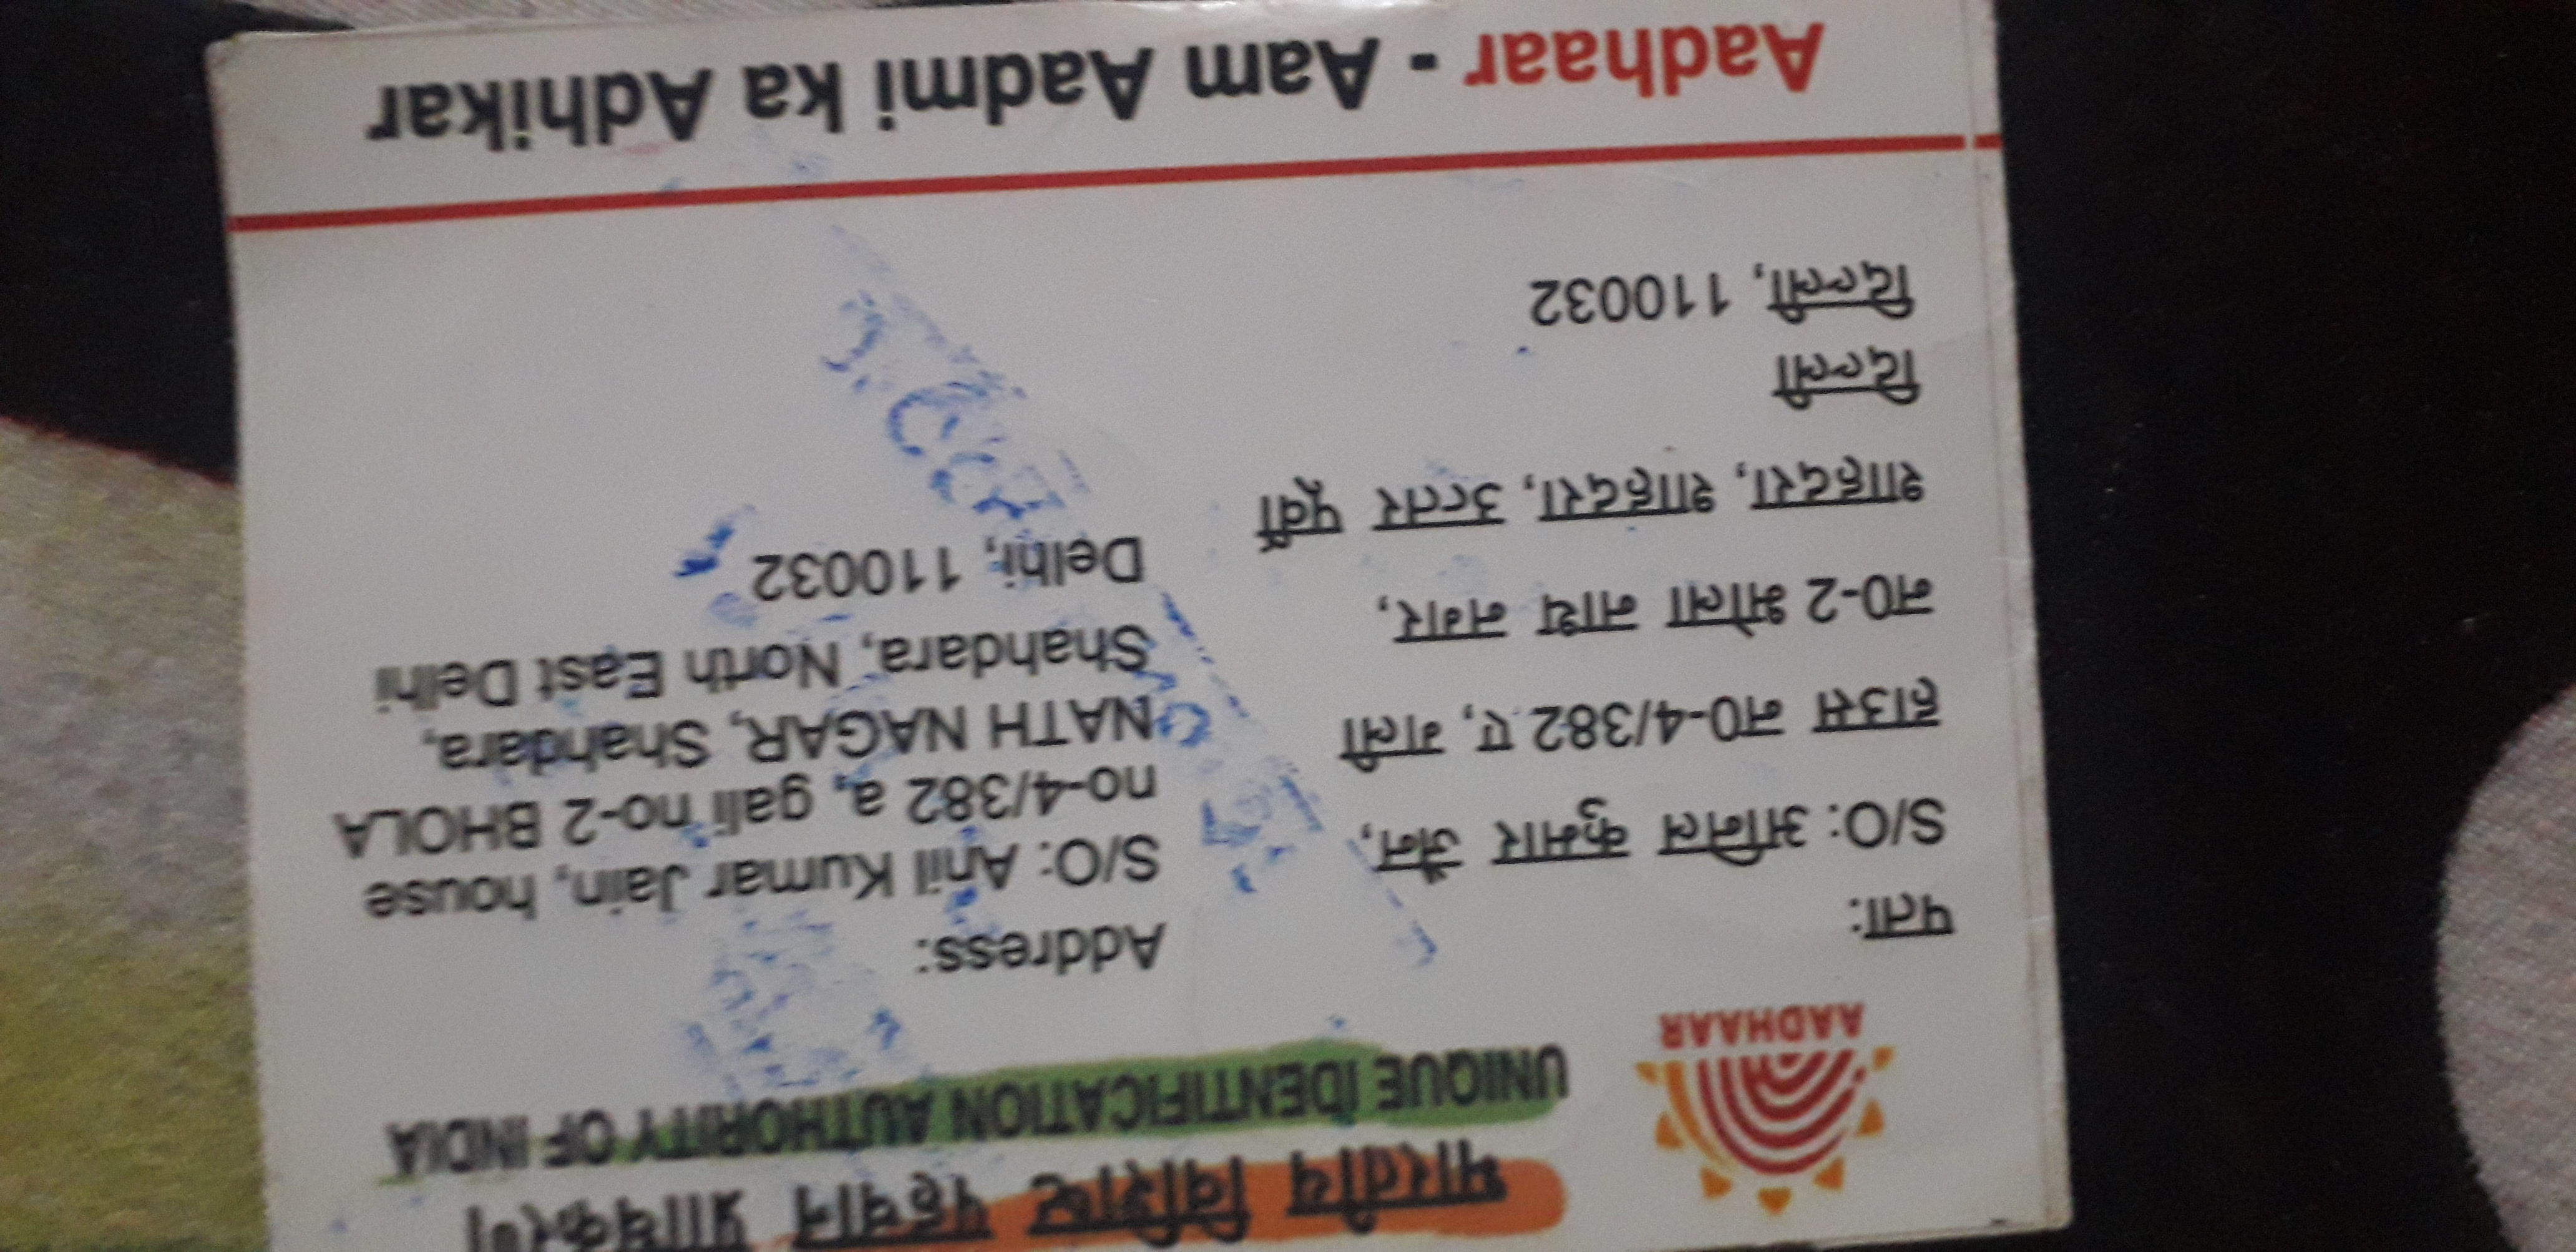 भारतीय विशिष्ट पहचान प्राधिकरण
UNIQUE IDENTIFICATION AUTHORITY OF INDIA
AADHAAR
पता:
S/O: अनिल कुमार जैन,
हाउस न0-4/382 ए, गली
न0-2 भोला नाथ नगर,
शाहदरा, शाहदरा, उत्तर पूर्वी
दिल्ली
दिल्ली, 110032
Address:
S/O: Anil Kumar Jain, house
no-4/382 a, gali no-2 BHOLA
NATH NAGAR, Shahdara,
Shahdara, North East Delhi
Delhi, 110032
Aadhaar - Aam Aadmi ka Adhikar